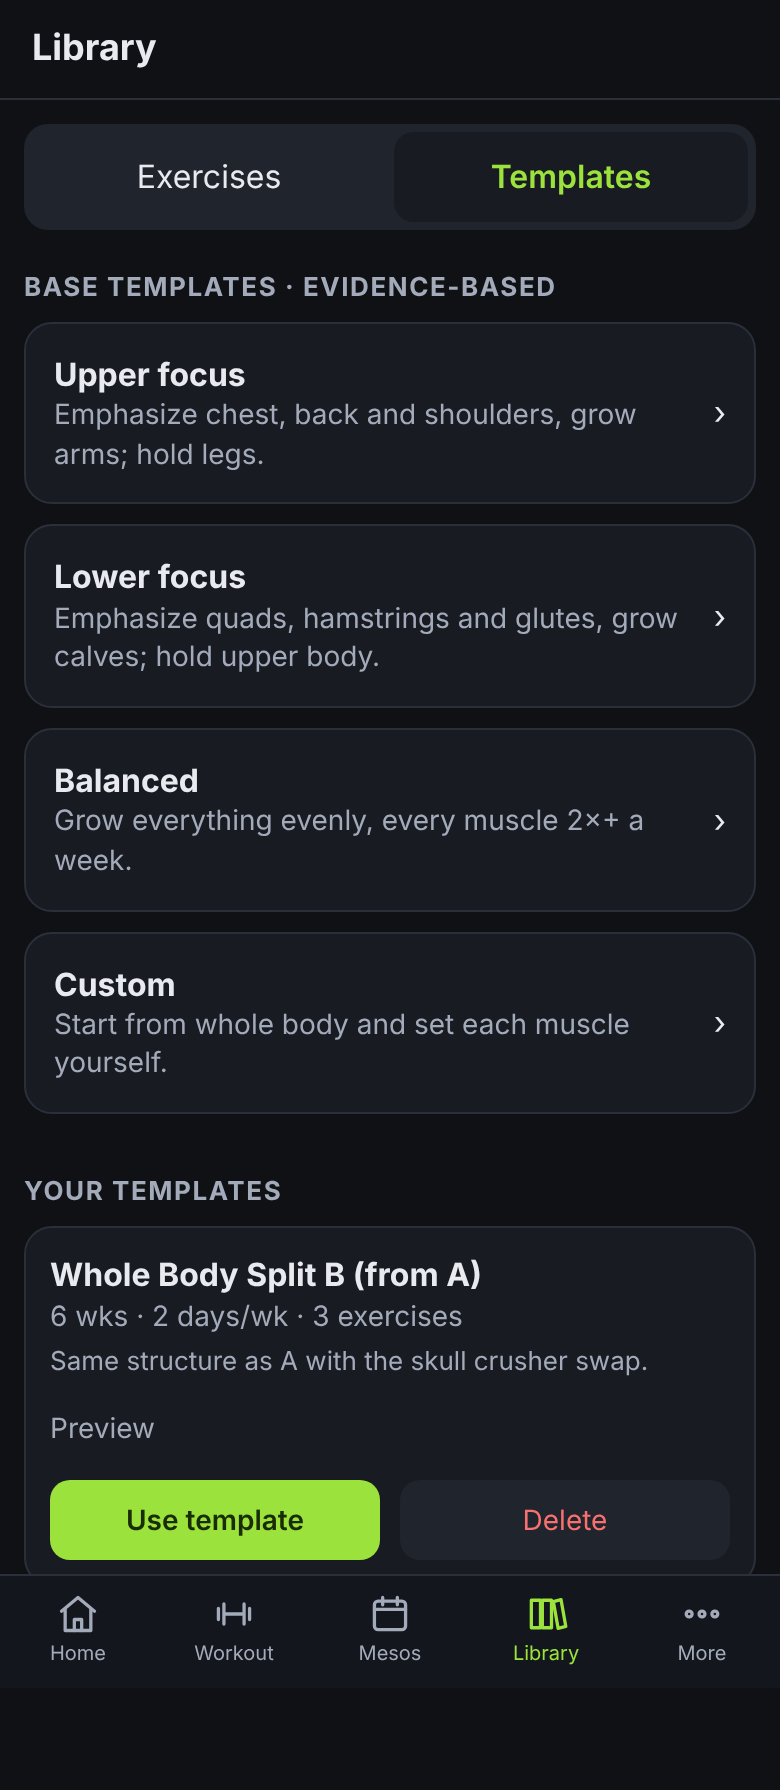 Library
Exercises
Templates
BASE TEMPLATES · EVIDENCE-BASED
Upper focus
Emphasize chest, back and shoulders, grow
arms; hold legs.
Lower focus
Emphasize quads, hamstrings and glutes, grow
calves; hold upper body.
Balanced
Grow everything evenly, every muscle 2×+ a
week.
Custom
Start from whole body and set each muscle
yourself.
YOUR TEMPLATES
Whole Body Split B (from A)
6 wks · 2 days/wk · 3 exercises
Same structure as A with the skull crusher swap.
Preview
Use template
Delete
Home
Workout
Mesos
Library
More